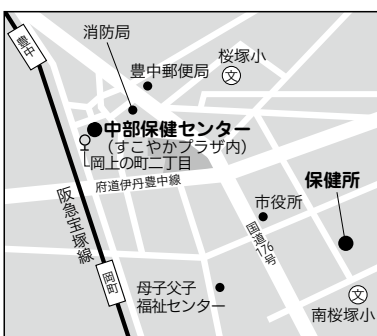 豊中
消防局
豊中郵便局
桜塚小
文
中部保健センター
(すこやかプラザ内)
岡上の町二丁目
府道伊丹豊中線
保健所
阪急宝塚線
市役所
国道176号
岡町
母子父子
福祉センター
文
南桜塚小